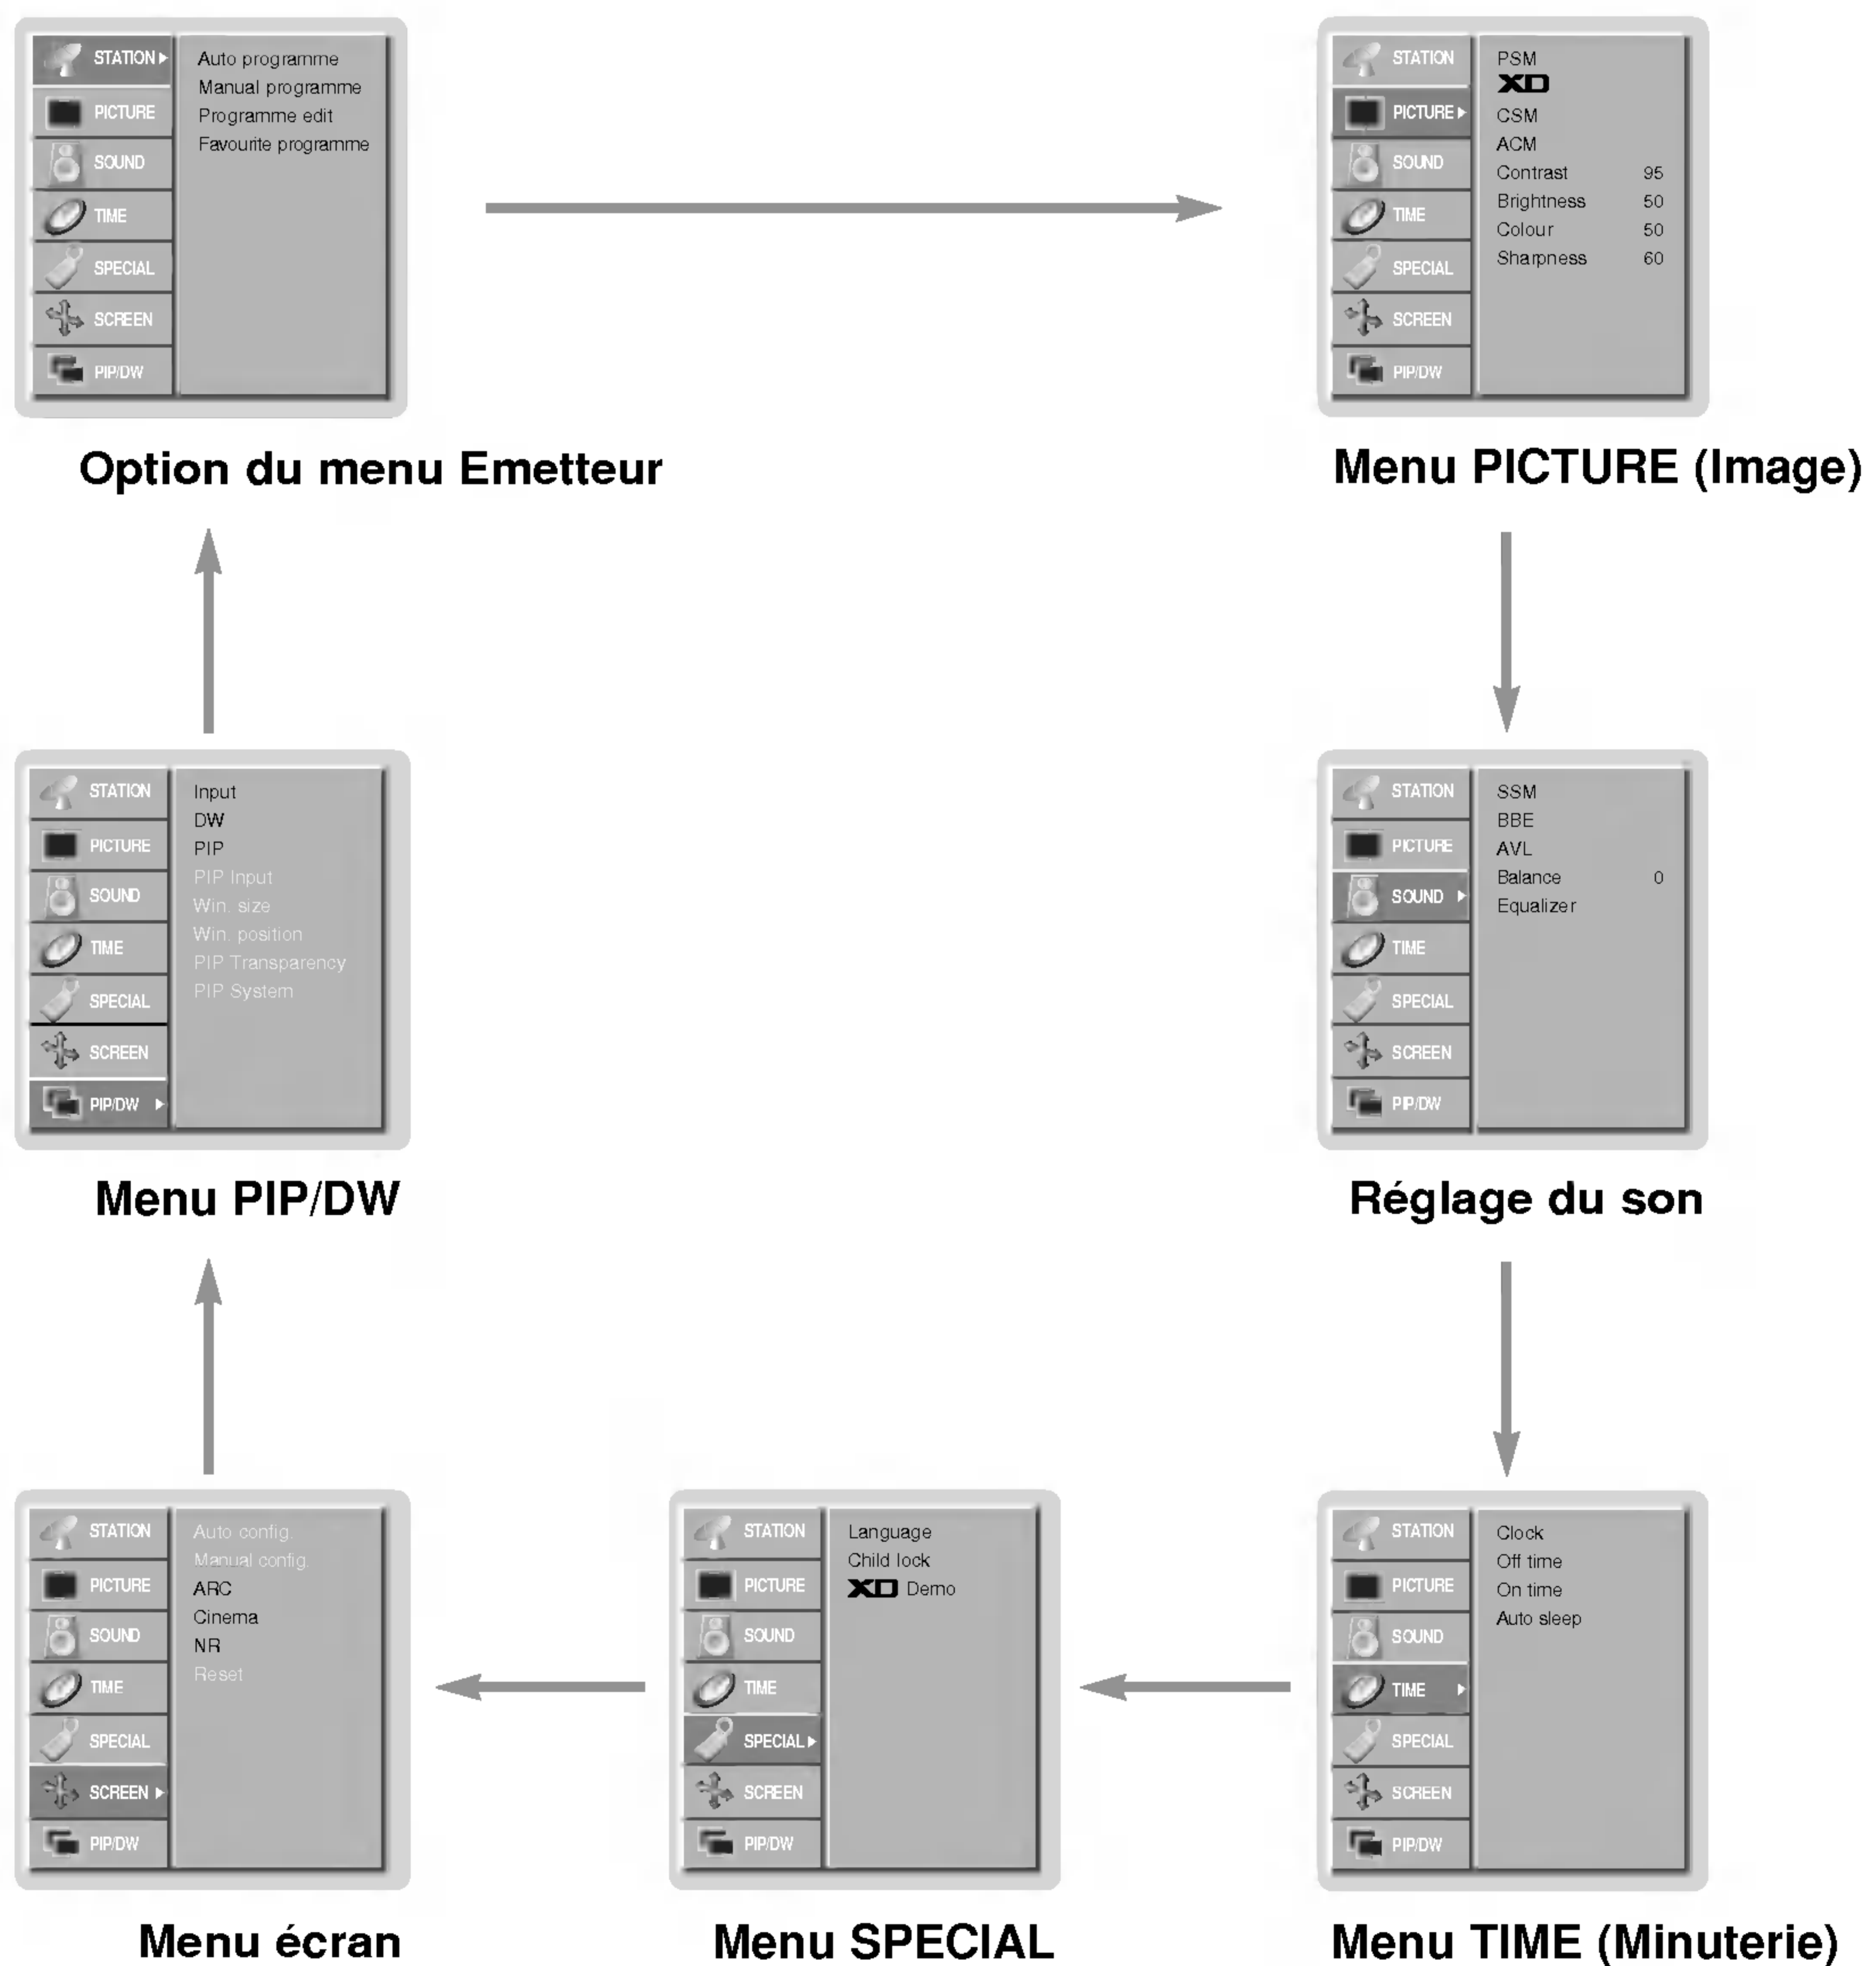 STATION
PICTURE
SOUND
TIME
SPECIAL
SCREEN
PIP/DW
Auto programme
Manual programme
Programme edit
Favourite programme
Option du menu Emetteur
STATION
PICTURE
SOUND
TIME
SPECIAL
SCREEN
PIP/DW
PSM
XD
CSM
ACM
Contrast 95
Brightness 50
Colour 50
Sharpness 60
Menu PICTURE (Image)
STATION
PICTURE
SOUND
TIME
SPECIAL
SCREEN
PIP/DW
Input
DW
PIP
PIP Input
Win. size
Win. position
PIP Transparency
PIP System
Menu PIP/DW
STATION
PICTURE
SOUND
TIME
SPECIAL
SCREEN
PIP/DW
SSM
BBE
AVL
Balance 0
Equalizer
Réglage du son
STATION
PICTURE
SOUND
TIME
SPECIAL
SCREEN
PIP/DW
Auto config.
Manual config.
ARC
Cinema
NR
Reset
Menu écran
STATION
PICTURE
SOUND
TIME
SPECIAL
SCREEN
PIP/DW
Language
Child lock
XD Demo
Menu SPECIAL
STATION
PICTURE
SOUND
TIME
SPECIAL
SCREEN
PIP/DW
Clock
Off time
On time
Auto sleep
Menu TIME (Minuterie)